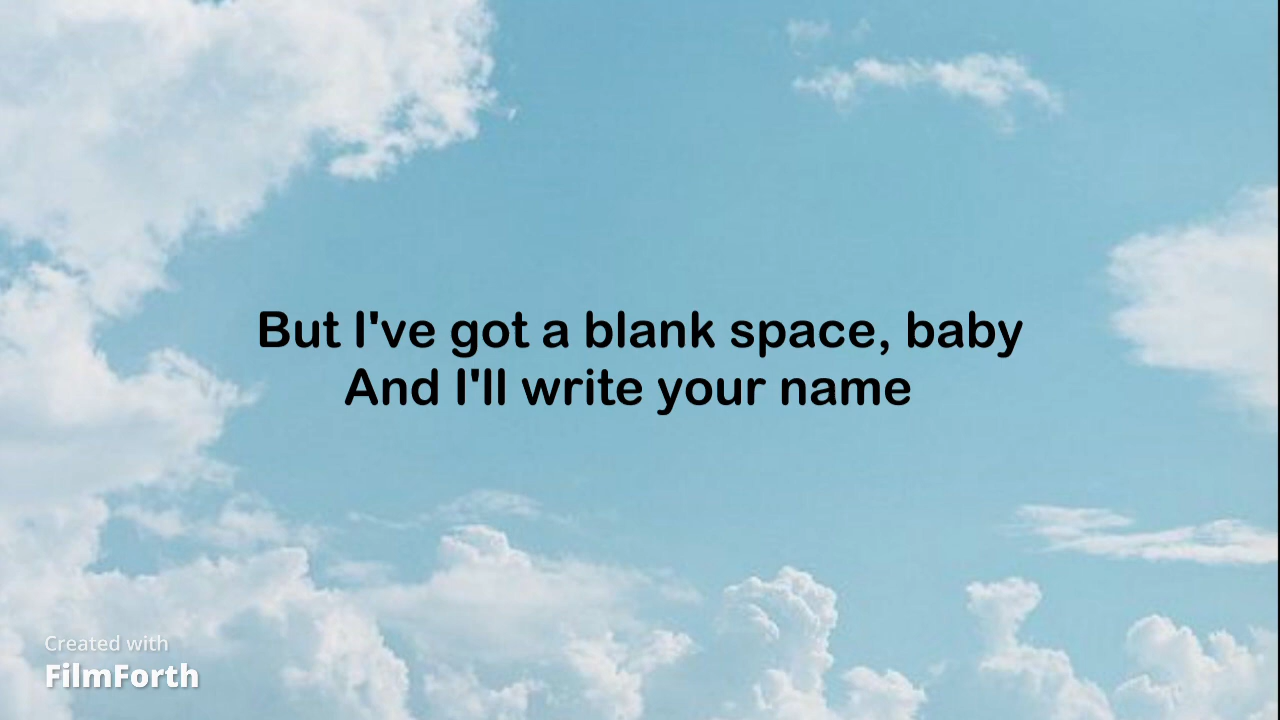 But I've got a blank space, baby
And I'll write your name
Created with
FilmForth